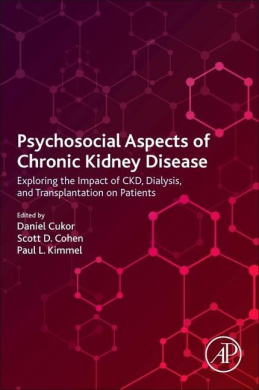 Psychosocial Aspects of
Chronic Kidney Disease
Exploring the Impact of CKD, Dialysis,
and Transplantation on Patients
Edited by
Daniel Cukor
Scott D. Cohen
Paul L. Kimmel
AP